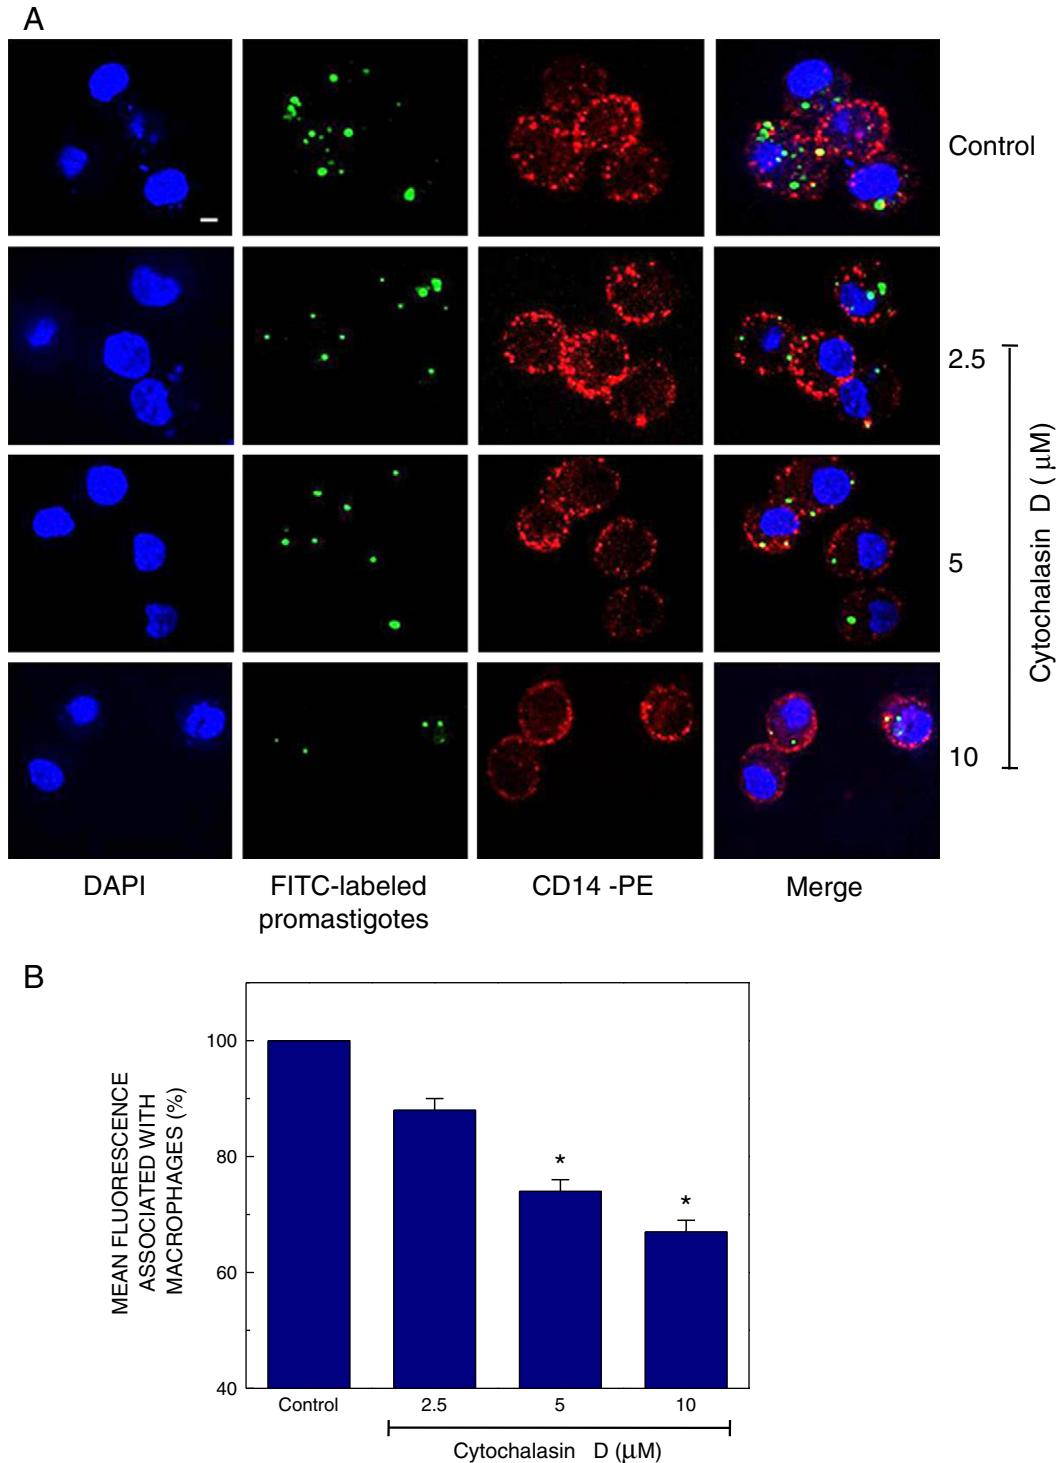 A
Control
2.5
5
10
Cytochalasin D ( μM)
DAPI
FITC-labeled
promastigotes
CD14 -PE
Merge
B
MEAN FLUORESCENCE
ASSOCIATED WITH
MACROPHAGES (%)
100
80
60
40
*
*
Control
2.5
5
10
Cytochalasin D (μM)